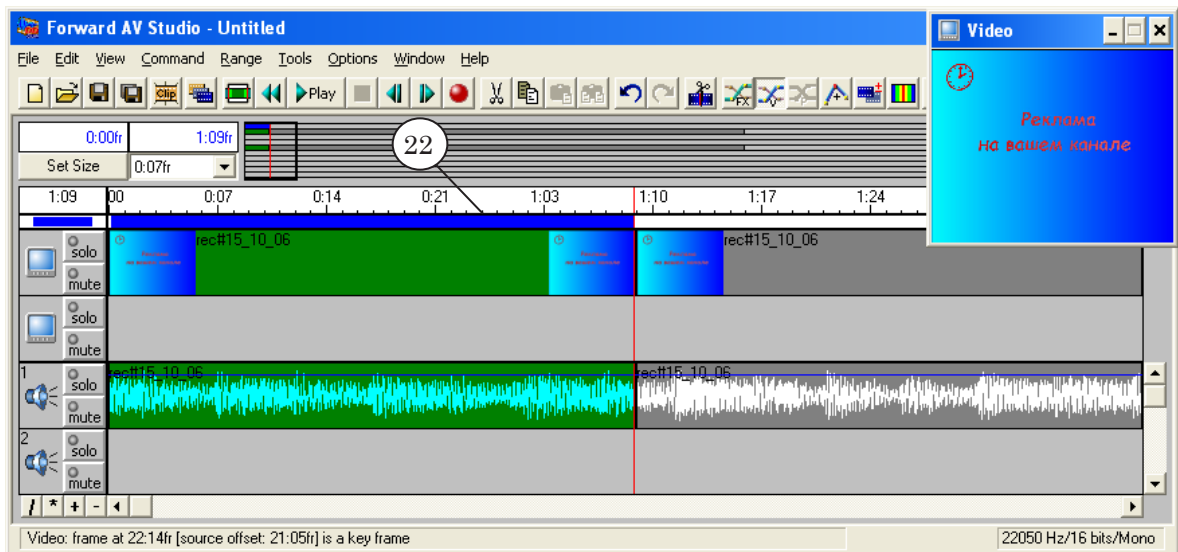 Forward AV Studio - Untitled
Video
File Edit View Command Range Tools Options Window Help
Clip Play FX
Реклама
на вашем канале
0:00fr 1:09fr
22
Set Size 0:07fr
1:09 00 0:07 0:14 0:21 1:03 1:10 1:17 1:24
solo rec#15_10_06 rec#15_10_06
mute
solo
mute
1 rec#15_10_06 rec#15_10_06
solo
mute
2
solo
mute
/ * + -
Video: frame at 22:14fr [source offset: 21:05fr] is a key frame 22050 Hz/16 bits/Mono